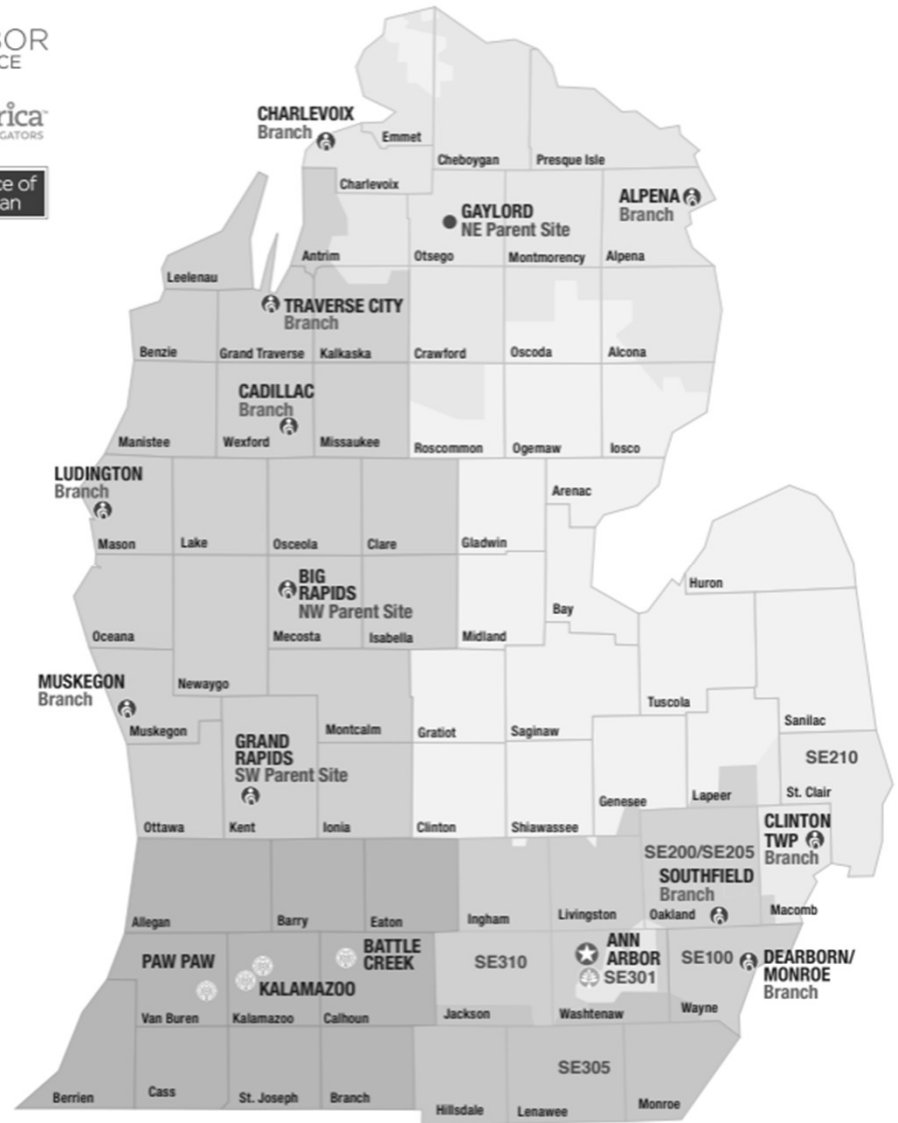 BOR
CE
rica™
GATORS
ce of
an
CHARLEVOIX
Branch
Emmet
Cheboygan
Presque Isle
Charlevoix
ALPENA
Branch
GAYLORD
NE Parent Site
Antrim
Otsego
Montmorency
Alpena
Leelenau
TRAVERSE CITY
Branch
Benzie
Grand Traverse
Kalkaska
Crawford
Oscoda
Alcona
CADILLAC
Branch
Manistee
Wexford
Missaukee
Roscommon
Ogemaw
Iosco
LUDINGTON
Branch
Arenac
Mason
Lake
Osceola
Clare
Gladwin
Huron
BIG
RAPIDS
NW Parent Site
Bay
Oceana
Mecosta
Isabella
Midland
MUSKEGON
Branch
Newaygo
Tuscola
Sanilac
Muskegon
Montcalm
Gratiot
Saginaw
GRAND
RAPIDS
SW Parent Site
SE210
Ottawa
Kent
Ionia
Clinton
Shiawassee
Genesee
Lapeer
St. Clair
CLINTON
TWP
Branch
SE200/SE205
SOUTHFIELD
Branch
Allegan
Barry
Eaton
Ingham
Livingston
Oakland
Macomb
PAW PAW
KALAMAZOO
BATTLE
CREEK
SE310
ANN
ARBOR
SE301
SE100
DEARBORN/
MONROE
Branch
Van Buren
Kalamazoo
Calhoun
Jackson
Washtenaw
Wayne
SE305
Berrien
Cass
St. Joseph
Branch
Hillsdale
Lenawee
Monroe